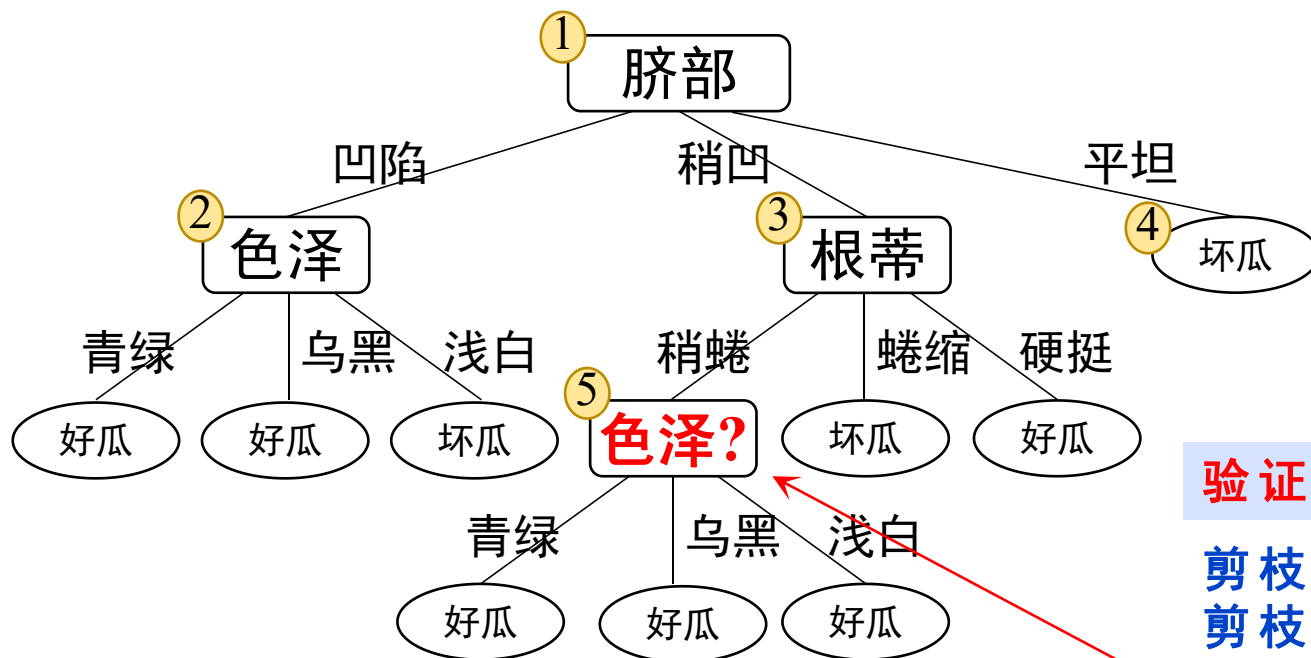 1
脐部
凹陷
稍凹
平坦
2
色泽
3
根蒂
4
坏瓜
青绿
乌黑
浅白
稍蜷
蜷缩
硬挺
好瓜
好瓜
坏瓜
5
色泽?
坏瓜
好瓜
验证
青绿
乌黑
浅白
剪枝
剪枝
好瓜
好瓜
好瓜